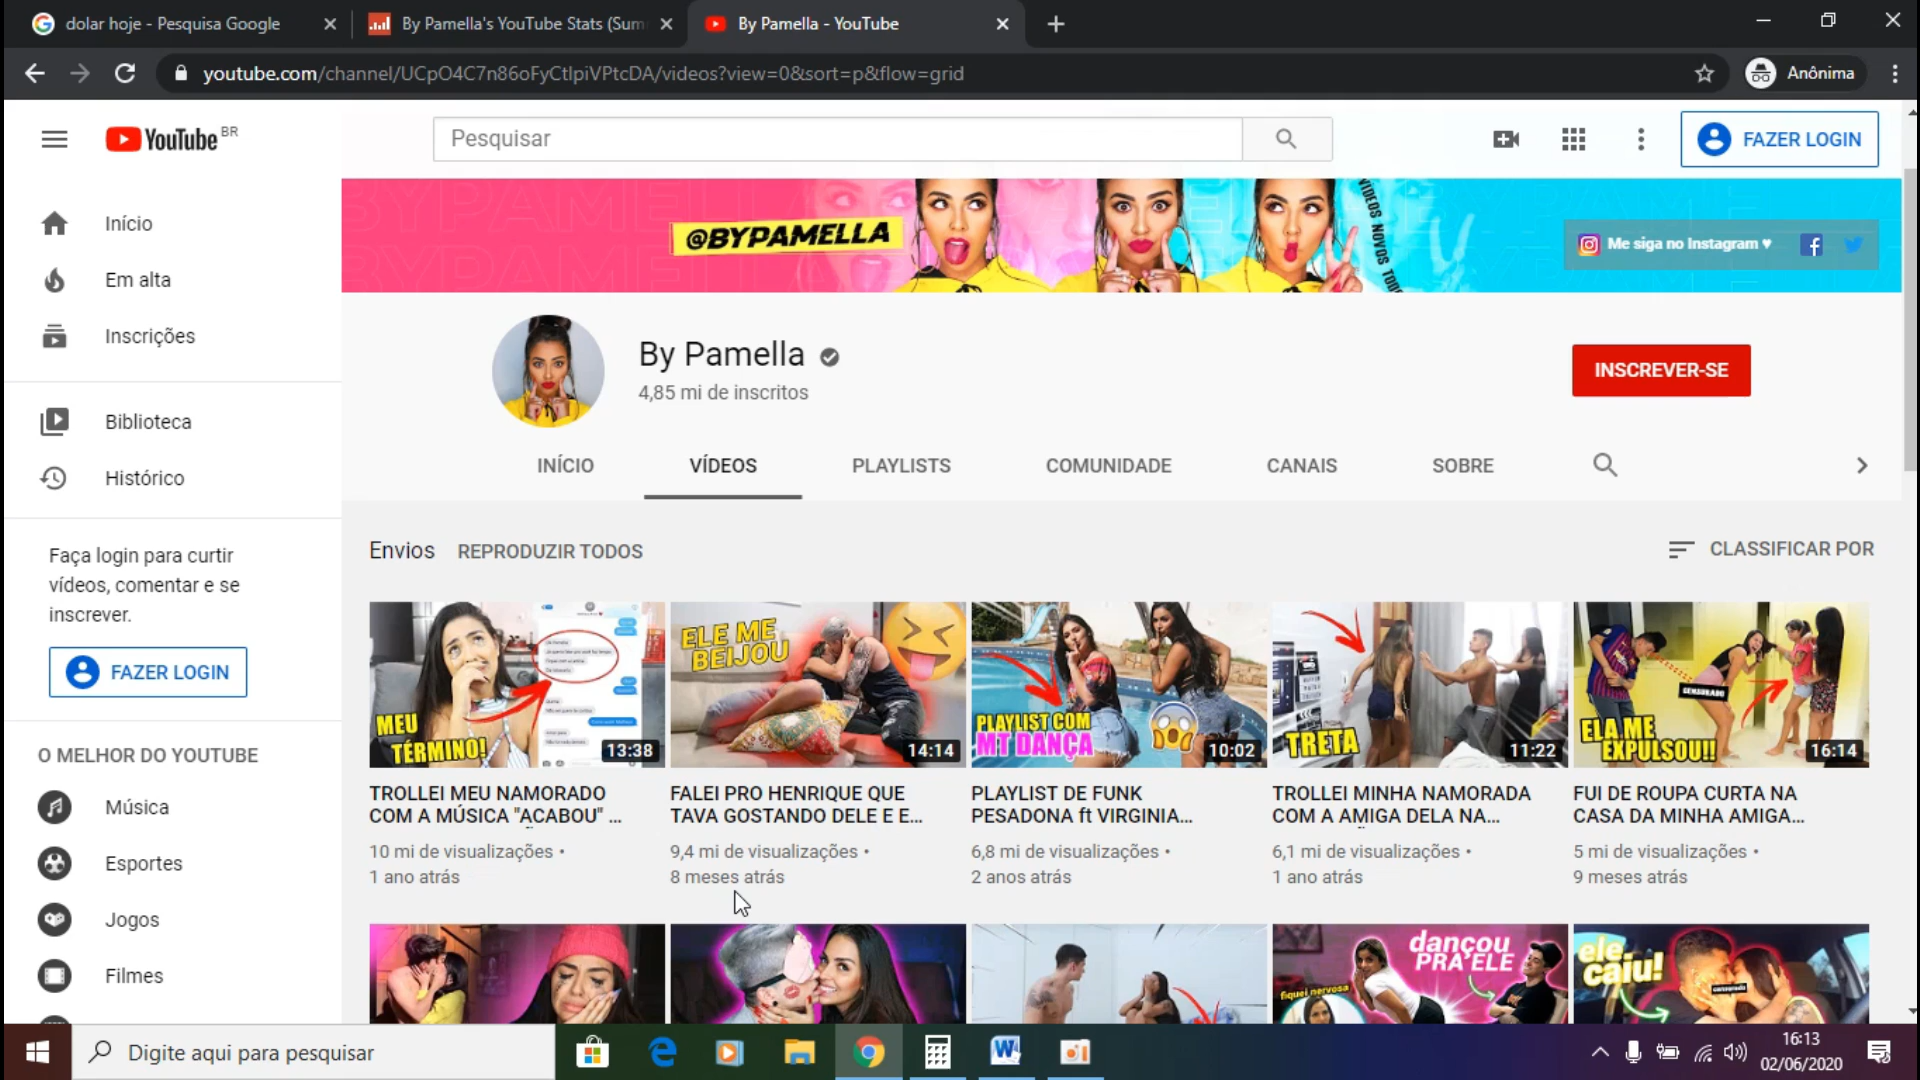 dolar hoje - Pesquisa Google
By Pamella's YouTube Stats (Sum
By Pamella - YouTube
youtube.com/channel/UCpO4C7n86oFyCtIpiVPtcDA/videos?view=0&sort=p&flow=grid
Anônima
YouTube BR
Pesquisar
FAZER LOGIN
Início
Em alta
Inscrições
Biblioteca
Histórico
Faça login para curtir
vídeos, comentar e se
inscrever.
FAZER LOGIN
O MELHOR DO YOUTUBE
Música
Esportes
Jogos
Filmes
@BYPAMELLA
VIDEOS NOVOS TODO
Me siga no Instagram ♥
By Pamella
4,85 mi de inscritos
INSCREVER-SE
INÍCIO
VÍDEOS
PLAYLISTS
COMUNIDADE
CANAIS
SOBRE
Envios
REPRODUZIR TODOS
CLASSIFICAR POR
MEU
TÉRMINO!
13:38
ELE ME
BEIJOU
14:14
PLAYLIST COM
MT DANÇA
10:02
TRETA
11:22
CENSURADO
ELA ME
EXPULSOU!!
16:14
TROLLEI MEU NAMORADO
COM A MÚSICA "ACABOU" ...
10 mi de visualizações •
1 ano atrás
FALEI PRO HENRIQUE QUE
TAVA GOSTANDO DELE E E...
9,4 mi de visualizações •
8 meses atrás
PLAYLIST DE FUNK
PESADONA ft VIRGINIA...
6,8 mi de visualizações •
2 anos atrás
TROLLEI MINHA NAMORADA
COM A AMIGA DELA NA...
6,1 mi de visualizações •
1 ano atrás
FUI DE ROUPA CURTA NA
CASA DA MINHA AMIGA...
5 mi de visualizações •
9 meses atrás
dançou
PRA ELE
fiquei nervosa
ele
caiu!
censurado
Digite aqui para pesquisar
16:13
02/06/2020